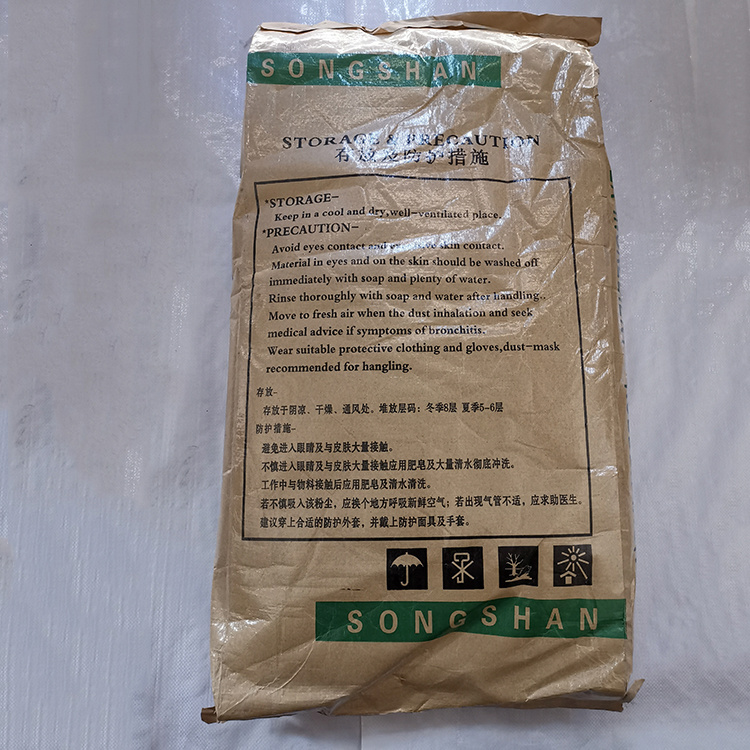 SONGSHAN
STORAGE & PRECAUTION
存放及防护措施
*STORAGE-
Keep in a cool and dry,well-ventilated place.
*PRECAUTION-
Avoid eyes contact and excessive skin contact.
Material in eyes and on the skin should be washed off
immediately with soap and plenty of water.
Rinse thoroughly with soap and water after handling..
Move to fresh air when the dust inhalation and seek
medical advice if symptoms of bronchitis.
Wear suitable protective clothing and gloves,dust-mask
recommended for hangling.
存放-
存放于阴凉、干燥、通风处。堆放层码：冬季8层 夏季5-6层
防护措施-
避免进入眼睛及与皮肤大量接触。
不慎进入眼睛及与皮肤大量接触应用肥皂及大量清水彻底冲洗。
工作中与物料接触后应用肥皂及清水清洗。
若不慎吸入该粉尘，应换个地方呼吸新鲜空气；若出现气管不适，应求助医生。
建议穿上合适的防护外套，并戴上防护面具及手套。
SONGSHAN